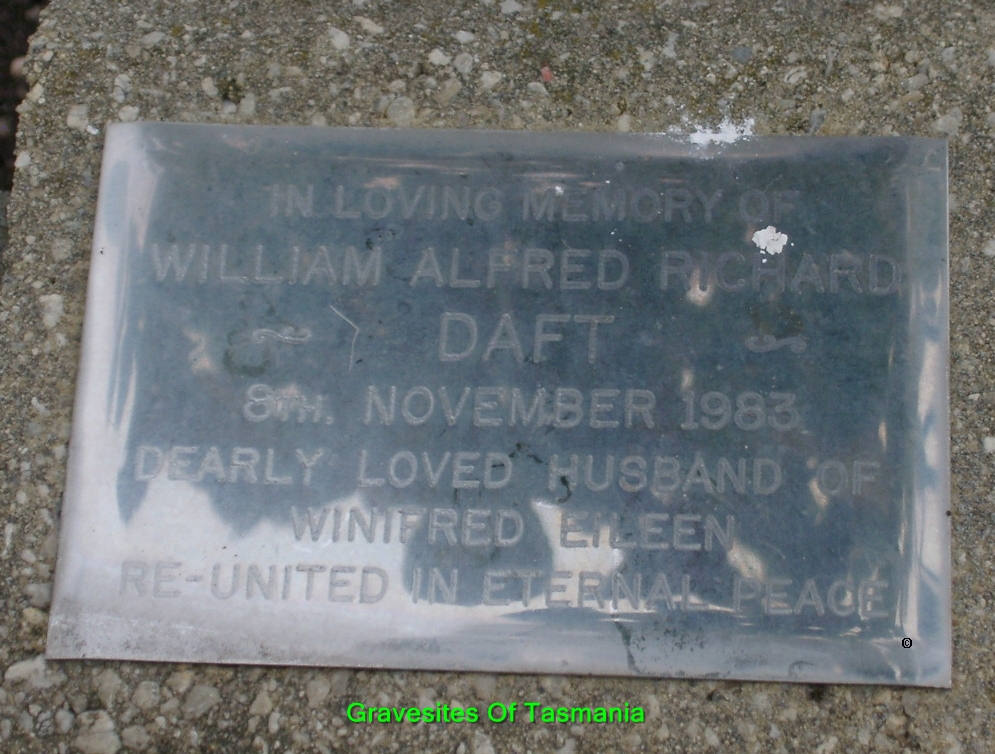 IN LOVING MEMORY OF
WILLIAM ALFRED RICHARD
DAFT
8TH. NOVEMBER 1983
DEARLY LOVED HUSBAND OF
WINIFRED EILEEN
RE-UNITED IN ETERNAL PEACE
©
Gravesites Of Tasmania